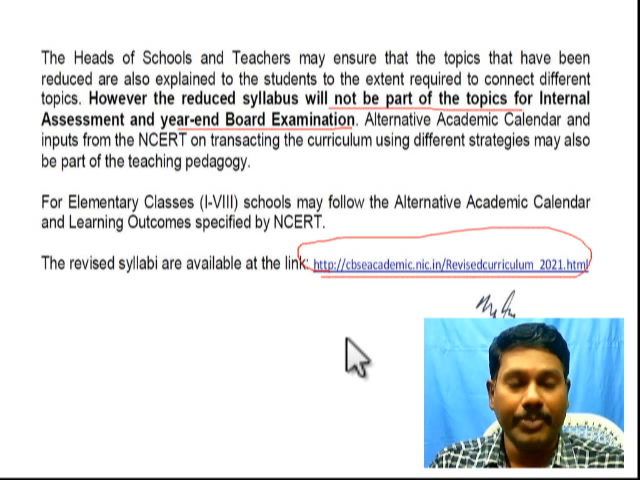 The Heads of Schools and Teachers may ensure that the topics that have been
reduced are also explained to the students to the extent required to connect different
topics. However the reduced syllabus will not be part of the topics for Internal
Assessment and year-end Board Examination. Alternative Academic Calendar and
inputs from the NCERT on transacting the curriculum using different strategies may also
be part of the teaching pedagogy.
For Elementary Classes (I-VIII) schools may follow the Alternative Academic Calendar
and Learning Outcomes specified by NCERT.
The revised syllabi are available at the link: http://cbseacademic.nic.in/Revisedcurriculum_2021.html